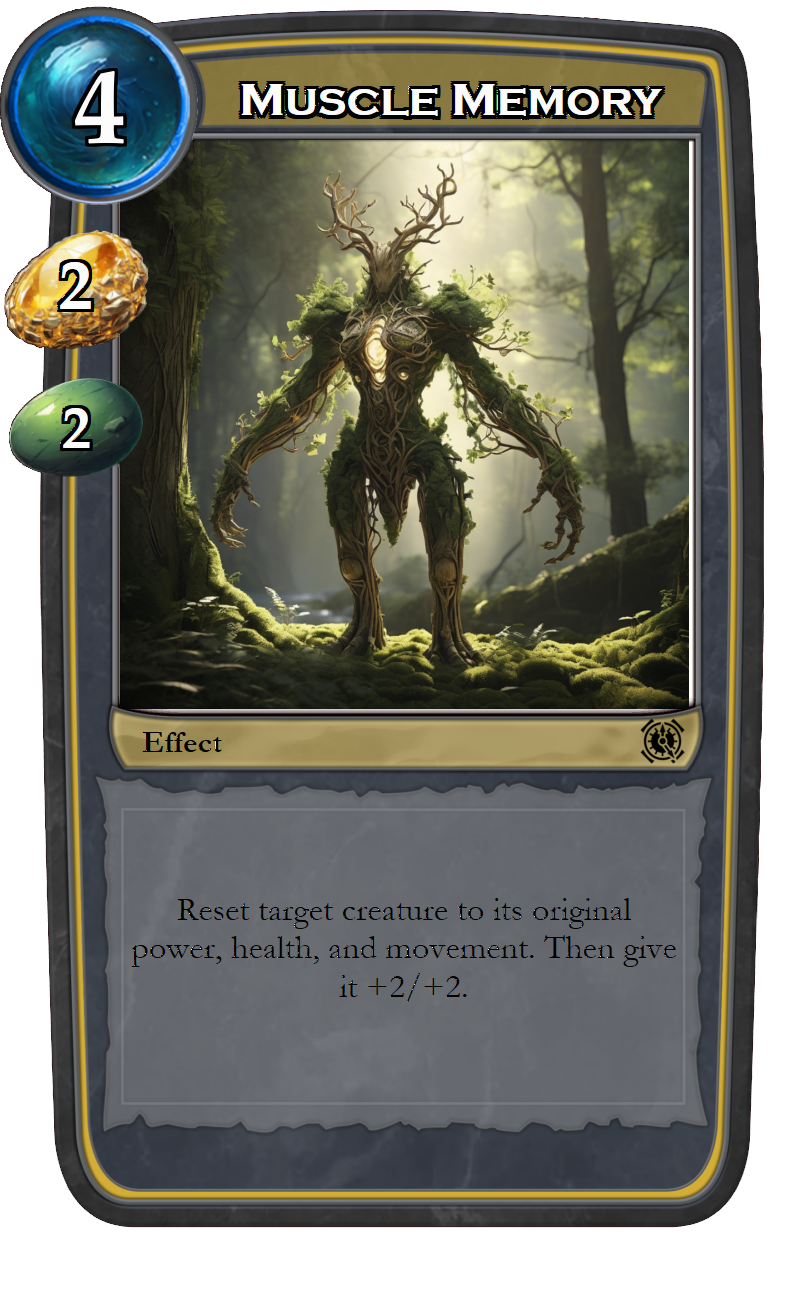 4
MUSCLE MEMORY
2
2
Effect
Reset target creature to its original
power, health, and movement. Then give
it +2/+2.